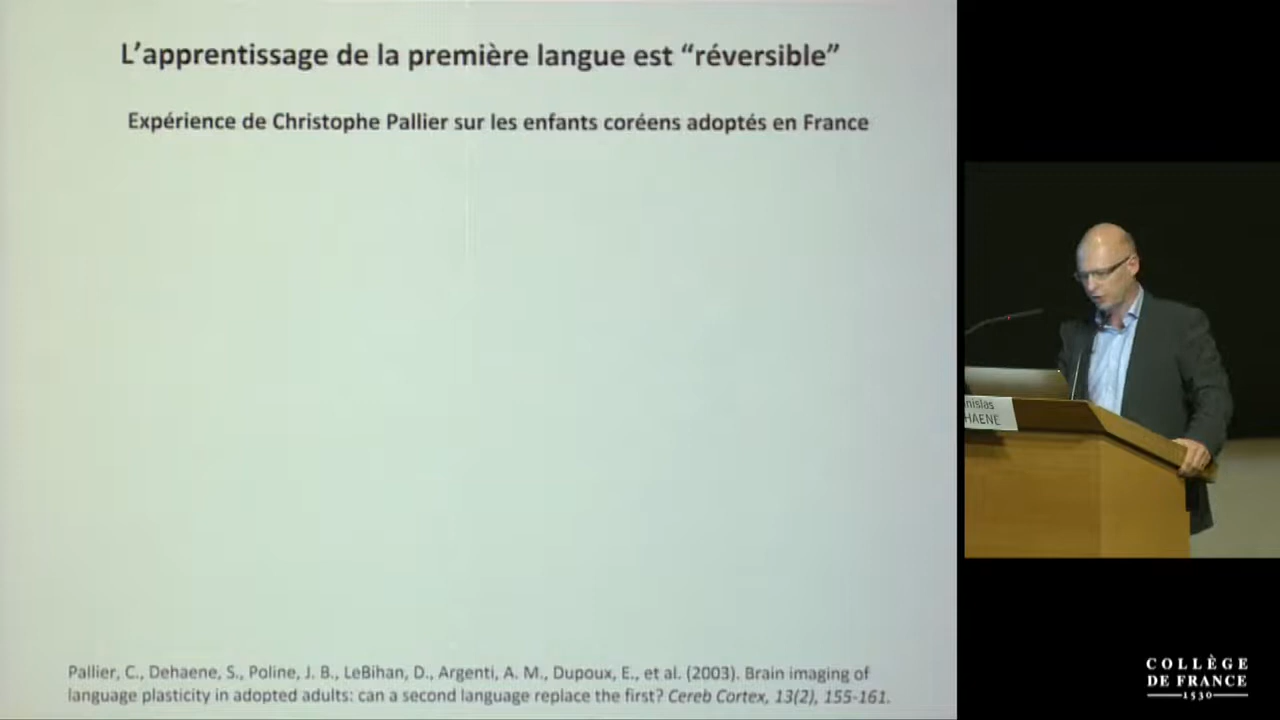 L'apprentissage de la première langue est “réversible”
Expérience de Christophe Pallier sur les enfants coréens adoptés en France
nislas
HAENE
Pallier, C., Dehaene, S., Poline, J. B., LeBihan, D., Argenti, A. M., Dupoux, E., et al. (2003). Brain imaging of
language plasticity in adopted adults: can a second language replace the first? Cereb Cortex, 13(2), 155-161.
COLLÈGE
DE FRANCE
1530